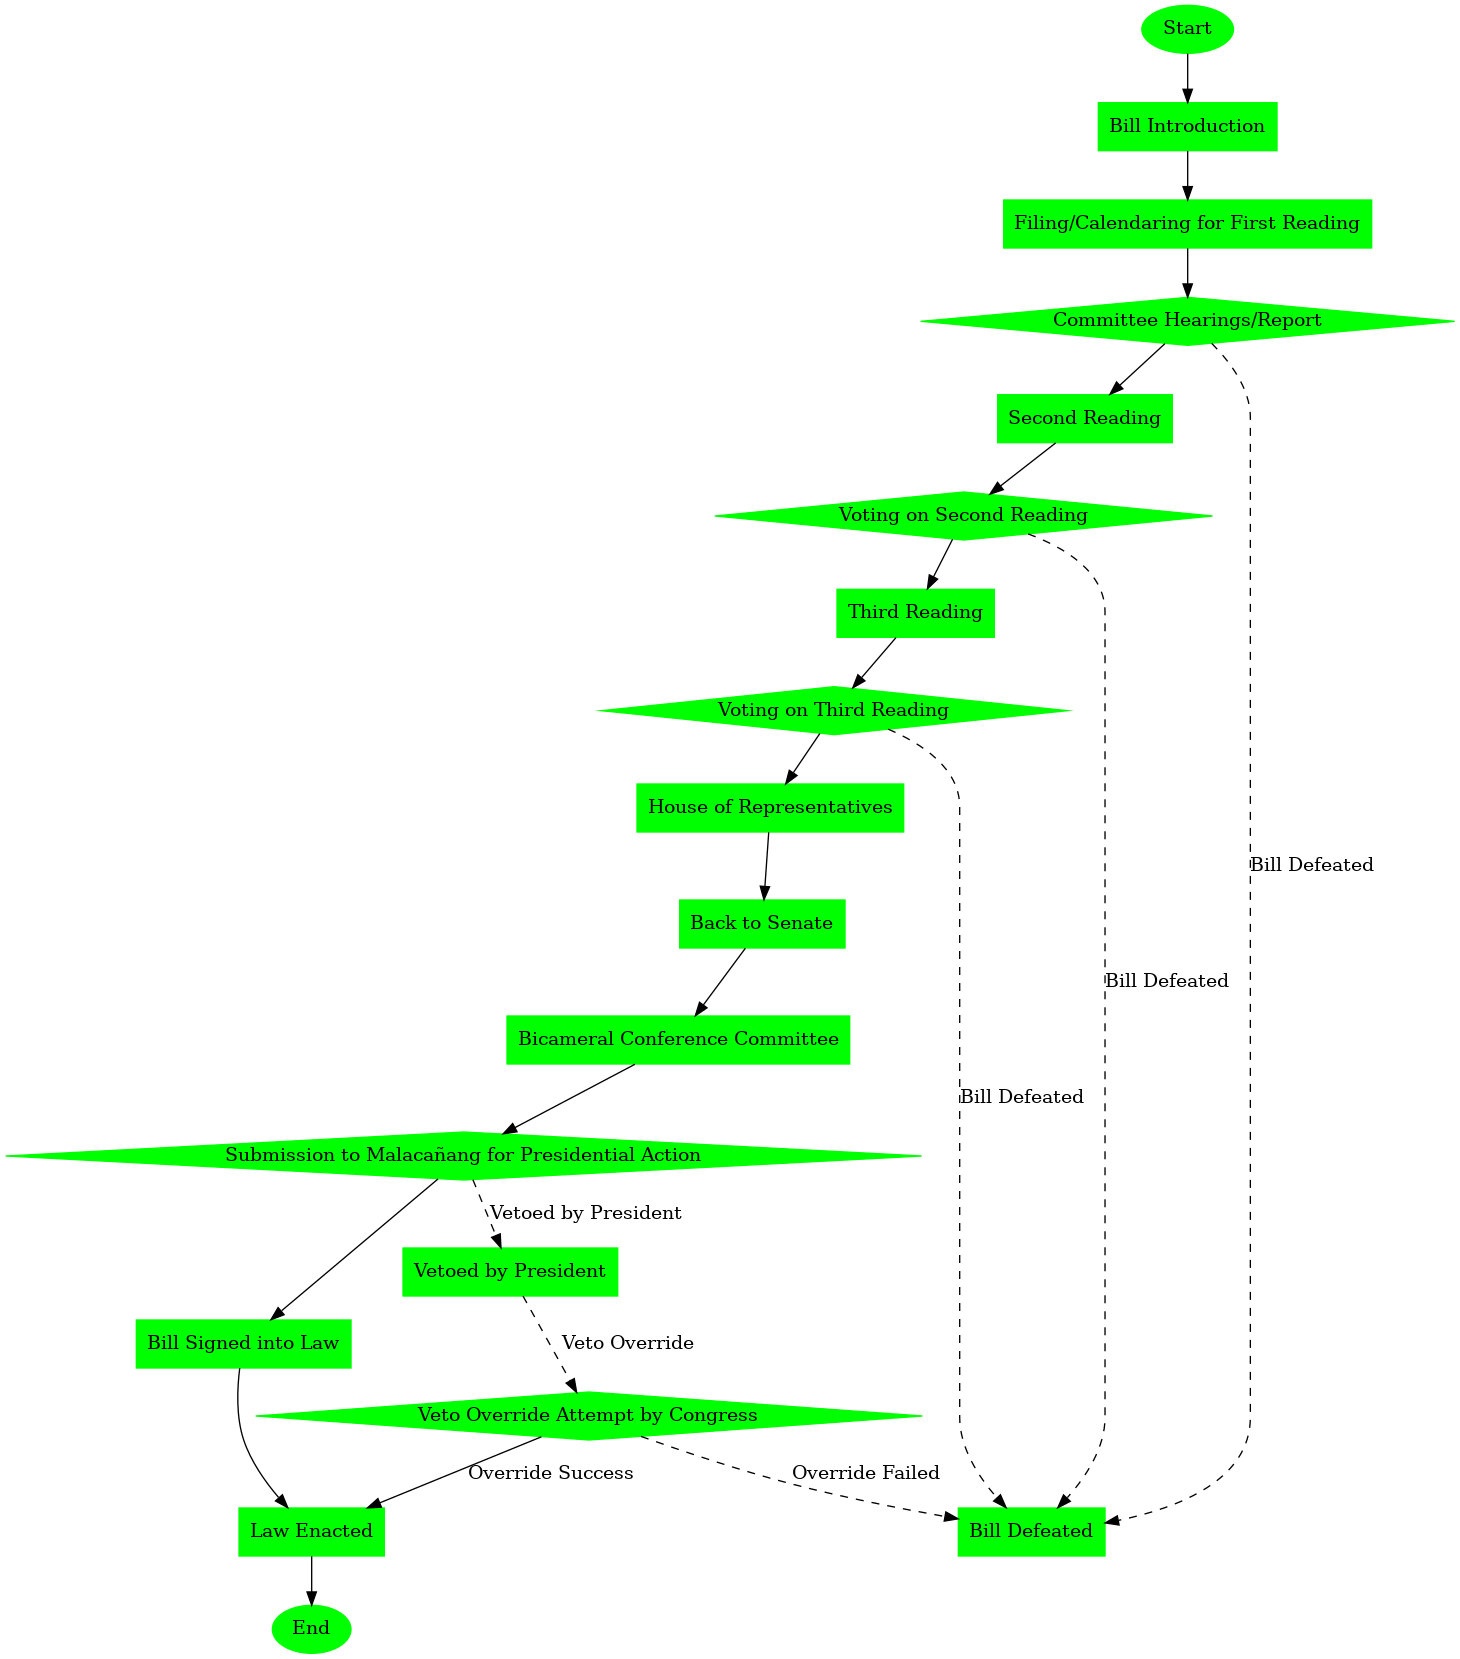 Start
Bill Introduction
Filing/Calendaring for First Reading
Committee Hearings/Report
Second Reading
Voting on Second Reading
Third Reading
Voting on Third Reading
House of Representatives
Bill Defeated
Back to Senate
Bill Defeated
Bicameral Conference Committee
Bill Defeated
Submission to Malacañang for Presidential Action
Vetoed by President
Vetoed by President
Bill Signed into Law
Veto Override
Veto Override Attempt by Congress
Override Success
Override Failed
Law Enacted
Bill Defeated
End